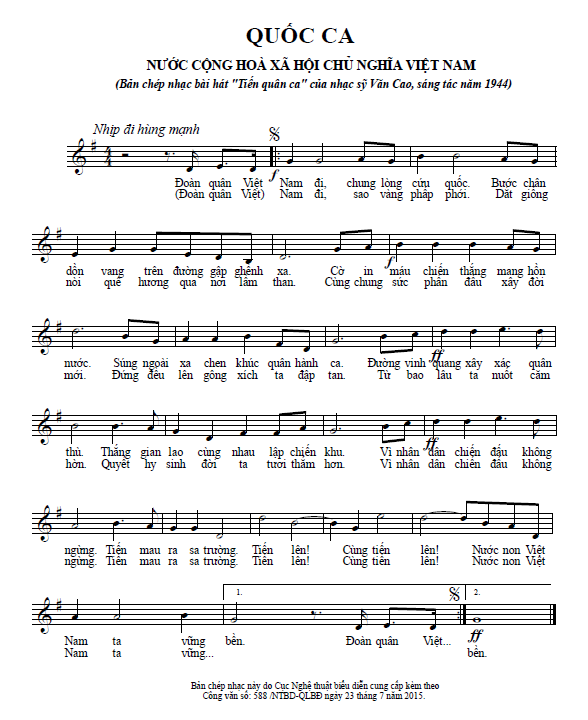 QUỐC CA
NƯỚC CỘNG HOÀ XÃ HỘI CHỦ NGHĨA VIỆT NAM
(Bản chép nhạc bài hát "Tiến quân ca" của nhạc sỹ Văn Cao, sáng tác năm 1944)
Nhịp đi hùng mạnh
Đoàn quân Việt Nam đi, chung lòng cứu quốc. Bước chân
(Đoàn quân Việt) Nam đi, sao vàng phấp phới. Dắt giống
dồn vang trên đường gập ghềnh xa. Cờ in máu chiến thắng mang hồn
nòi quê hương qua nơi lầm than. Cùng chung sức phấn đấu xây đời
nước. Súng ngoài xa chen khúc quân hành ca. Đường vinh quang xây xác quân
mới. Đứng đều lên gông xích ta đập tan. Từ bao lâu ta nuốt căm
thù. Thắng gian lao cùng nhau lập chiến khu. Vì nhân dân chiến đấu không
hờn. Quyết hy sinh đời ta tươi thắm hơn. Vì nhân dân chiến đấu không
ngừng. Tiến mau ra sa trường. Tiến lên! Cùng tiến lên! Nước non Việt
ngừng. Tiến mau ra sa trường. Tiến lên! Cùng tiến lên! Nước non Việt
1. 2.
Nam ta vững bền. Đoàn quân Việt... bền.
Nam ta vững...
Bản chép nhạc này do Cục Nghệ thuật biểu diễn cung cấp kèm theo
Công văn số: 588 /NTBD-QLBD ngày 23 tháng 7 năm 2015.